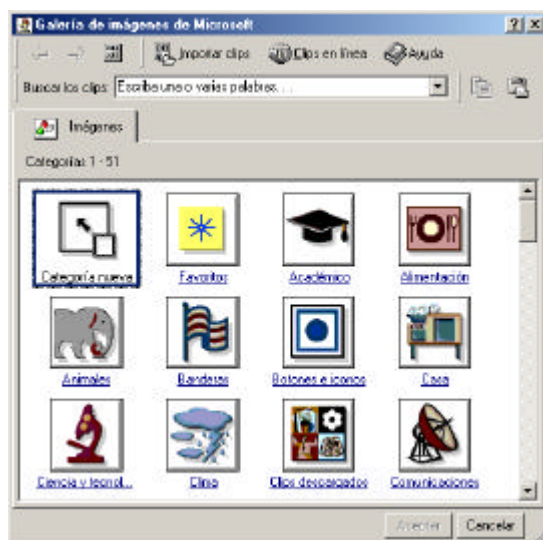 Galería de imágenes de Microsoft
Importar clips Clips en línea Ayuda
Buscar los clips: Escriba una o varias palabras...
Imágenes
Categorías 1 - 51
Categoría nueva Favoritos Académico Alimentación
Animales Banderas Botones e iconos Casa
Ciencia y tecnol... Clima Clips descargados Comunicaciones
Aceptar Cancelar